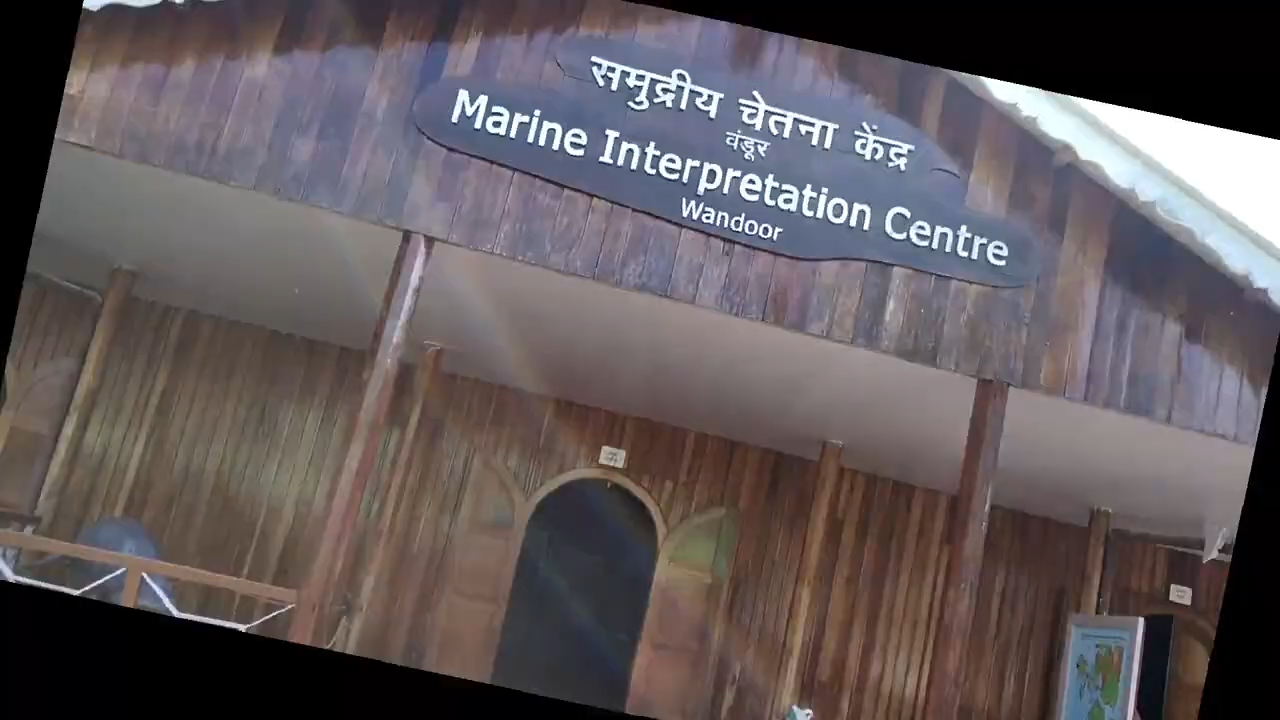 समुद्रीय चेतना केंद्र
वंडूर
Marine Interpretation Centre
Wandoor